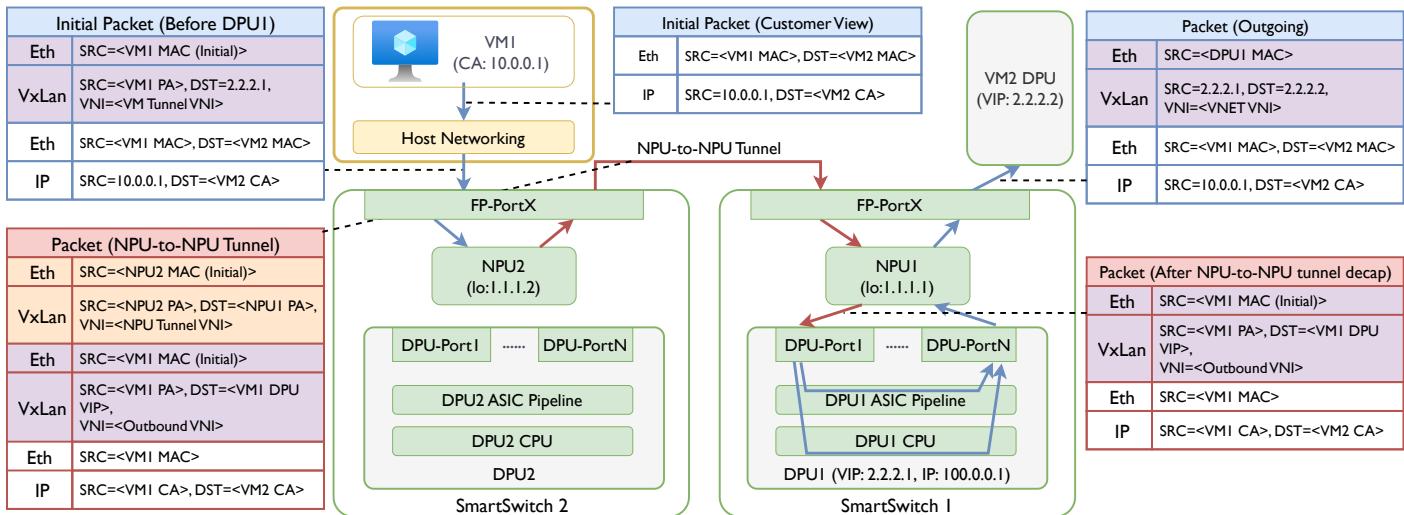 Initial Packet (Before DPU1)
Eth SRC=<VM1 MAC (Initial)>
VxLan SRC=<VM1 PA>, DST=2.2.2.1,
VNI=<VM Tunnel VNI>
Eth SRC=<VM1 MAC>, DST=<VM2 MAC>
IP SRC=10.0.0.1, DST=<VM2 CA>
VM1
(CA: 10.0.0.1)
Host Networking
Initial Packet (Customer View)
Eth SRC=<VM1 MAC>, DST=<VM2 MAC>
IP SRC=10.0.0.1, DST=<VM2 CA>
VM2 DPU
(VIP: 2.2.2.2)
Packet (Outgoing)
Eth SRC=<DPU1 MAC>
VxLan SRC=2.2.2.1, DST=2.2.2.2,
VNI=<VNET VNI>
Eth SRC=<VM1 MAC>, DST=<VM2 MAC>
IP SRC=10.0.0.1, DST=<VM2 CA>
NPU-to-NPU Tunnel
Packet (NPU-to-NPU Tunnel)
Eth SRC=<NPU2 MAC (Initial)>
VxLan SRC=<NPU2 PA>, DST=<NPU1 PA>,
VNI=<NPU Tunnel VNI>
Eth SRC=<VM1 MAC (Initial)>
VxLan SRC=<VM1 PA>, DST=<VM1 DPU
VIP>,
VNI=<Outbound VNI>
Eth SRC=<VM1 MAC>
IP SRC=<VM1 CA>, DST=<VM2 CA>
FP-PortX
NPU2
(lo:1.1.1.2)
DPU-Port1 ...... DPU-PortN
DPU2 ASIC Pipeline
DPU2 CPU
DPU2
SmartSwitch 2
FP-PortX
NPU1
(lo:1.1.1.1)
DPU-Port1 ...... DPU-PortN
DPU1 ASIC Pipeline
DPU1 CPU
DPU1 (VIP: 2.2.2.1, IP: 100.0.0.1)
SmartSwitch 1
Packet (After NPU-to-NPU tunnel decap)
Eth SRC=<VM1 MAC (Initial)>
VxLan SRC=<VM1 PA>, DST=<VM1 DPU
VIP>,
VNI=<Outbound VNI>
Eth SRC=<VM1 MAC>
IP SRC=<VM1 CA>, DST=<VM2 CA>